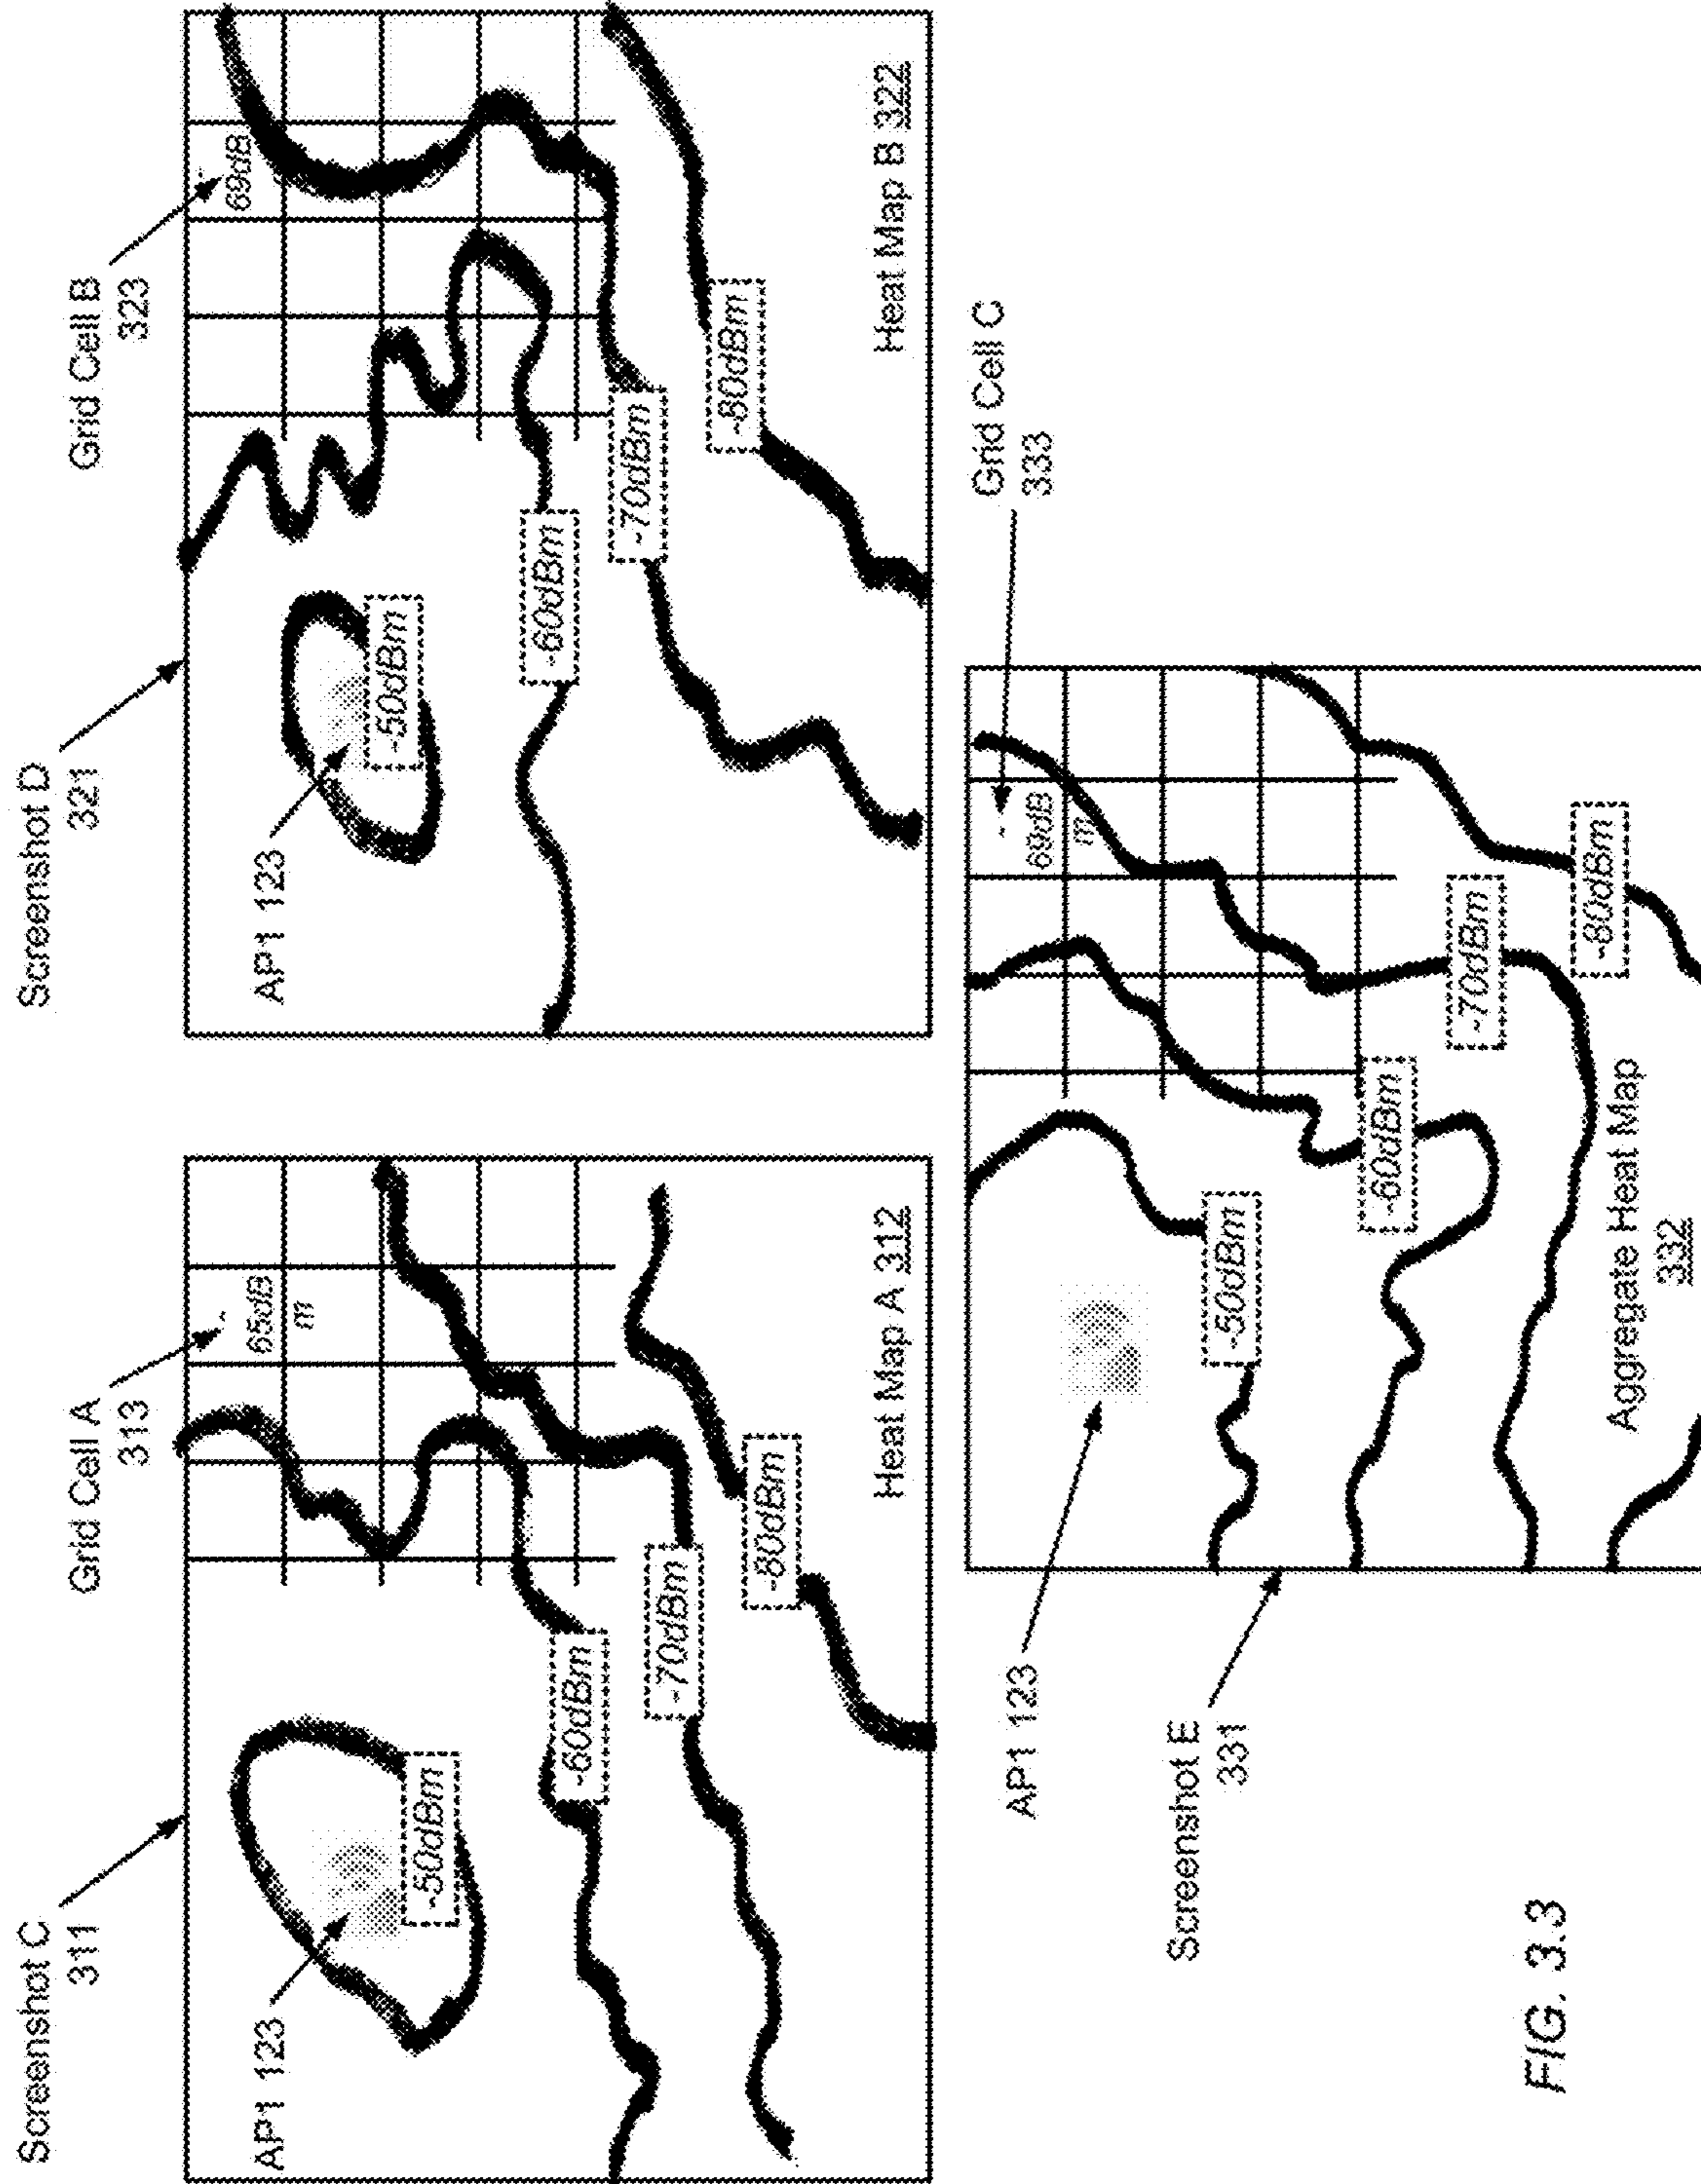 Screenshot C
311
Grid Cell A
313
AP1 123
-
65dB
m
-50dBm
-60dBm
-70dBm
-80dBm
Heat Map A 312
Screenshot D
321
Grid Cell B
323
AP1 123
69dB
-50dBm
-60dBm
-70dBm
-80dBm
Heat Map B 322
Grid Cell C
333
AP1 123
Screenshot E
331
-
69dB
m
-50dBm
-60dBm
-70dBm
-80dBm
Aggregate Heat Map
332
FIG. 3.3